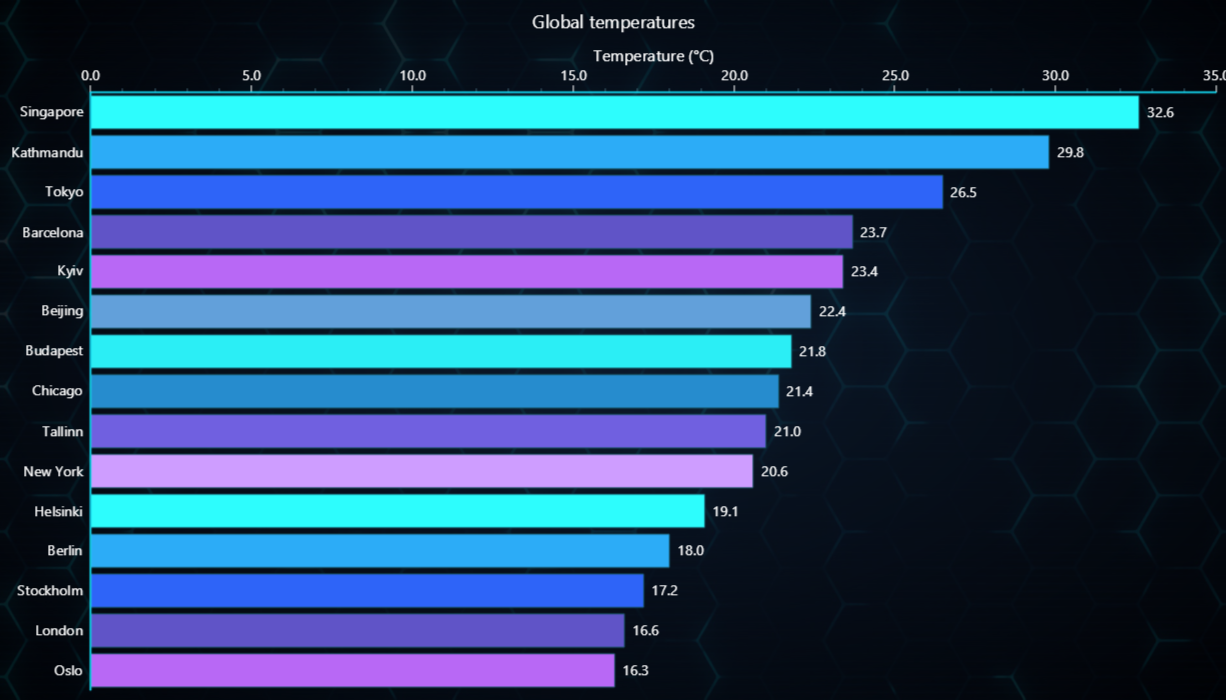 Global temperatures
Temperature (°C)
0.0 5.0 10.0 15.0 20.0 25.0 30.0 35.0
Singapore 32.6
Kathmandu 29.8
Tokyo 26.5
Barcelona 23.7
Kyiv 23.4
Beijing 22.4
Budapest 21.8
Chicago 21.4
Tallinn 21.0
New York 20.6
Helsinki 19.1
Berlin 18.0
Stockholm 17.2
London 16.6
Oslo 16.3